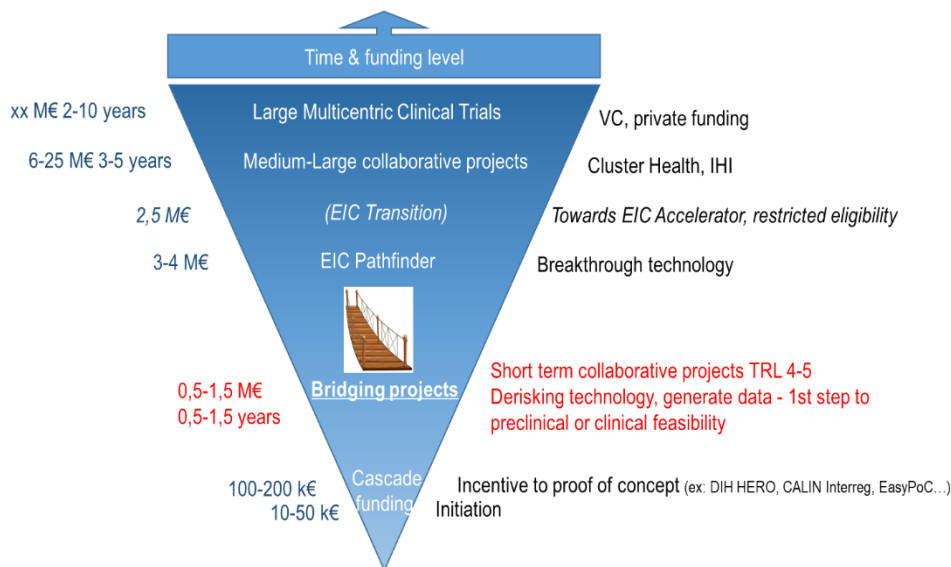 Time & funding level
xx M€ 2-10 years
Large Multicentric Clinical Trials
VC, private funding
6-25 M€ 3-5 years
Medium-Large collaborative projects
Cluster Health, IHI
2,5 M€
(EIC Transition)
Towards EIC Accelerator, restricted eligibility
3-4 M€
EIC Pathfinder
Breakthrough technology
0,5-1,5 M€
0,5-1,5 years
Bridging projects
Short term collaborative projects TRL 4-5
Derisking technology, generate data - 1st step to
preclinical or clinical feasibility
100-200 k€
10-50 k€
Cascade
funding
Incentive to proof of concept (ex: DIH HERO, CALIN Interreg, EasyPoC…)
Initiation